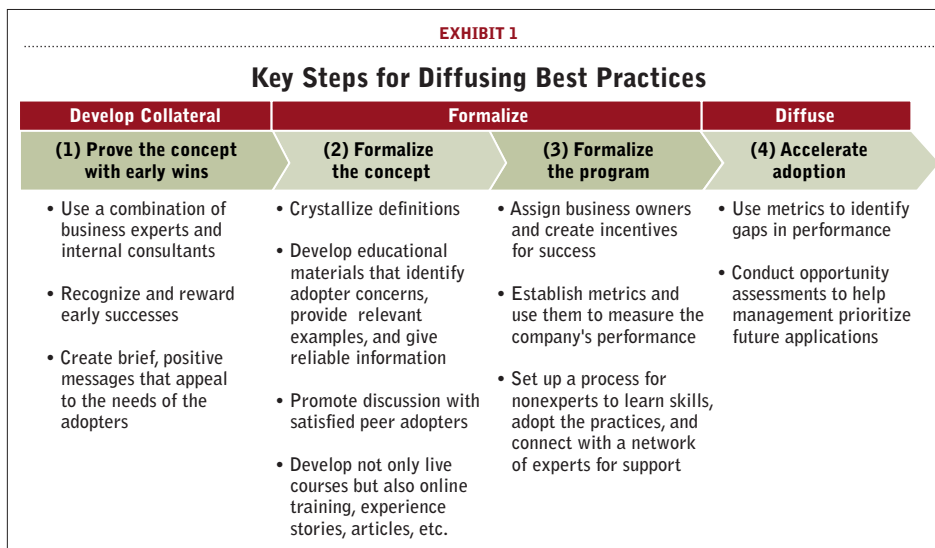 EXHIBIT 1
Key Steps for Diffusing Best Practices
Develop Collateral
Formalize
Diffuse
(1) Prove the concept
with early wins
• Use a combination of
business experts and
internal consultants
• Recognize and reward
early successes
• Create brief, positive
messages that appeal
to the needs of the
adopters
(2) Formalize
the concept
• Crystallize definitions
• Develop educational
materials that identify
adopter concerns,
provide relevant
examples, and give
reliable information
• Promote discussion with
satisfied peer adopters
• Develop not only live
courses but also online
training, experience
stories, articles, etc.
(3) Formalize
the program
• Assign business owners
and create incentives
for success
• Establish metrics and
use them to measure the
company's performance
• Set up a process for
nonexperts to learn skills,
adopt the practices, and
connect with a network
of experts for support
(4) Accelerate
adoption
• Use metrics to identify
gaps in performance
• Conduct opportunity
assessments to help
management prioritize
future applications